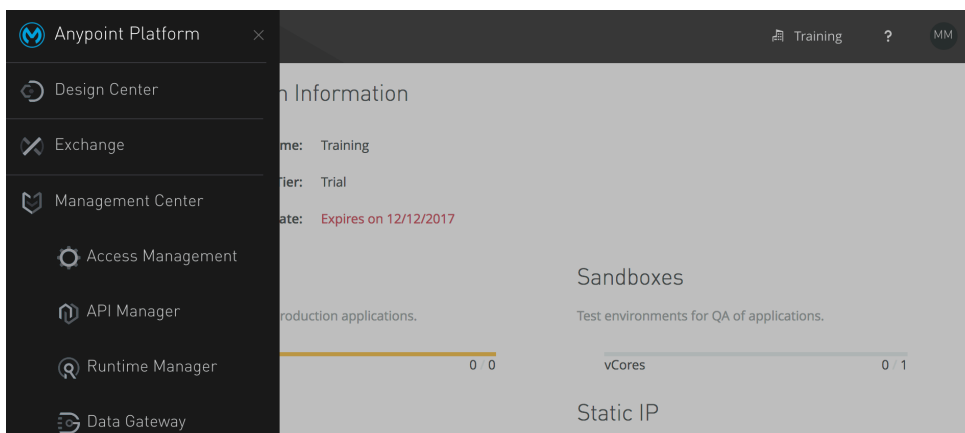 Anypoint Platform ×
Training ? MM
Design Center
Exchange
Management Center
Access Management
API Manager
Runtime Manager
Data Gateway
n Information
me: Training
Tier: Trial
ate: Expires on 12/12/2017
roduction applications.
0 / 0
Sandboxes
Test environments for QA of applications.
vCores 0 / 1
Static IP